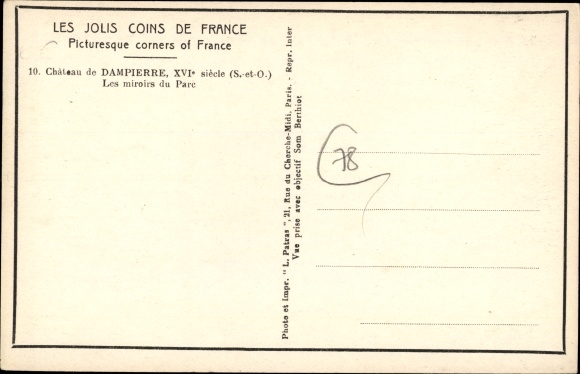 LES JOLIS COINS DE FRANCE
Picturesque corners of France
10. Château de DAMPIERRE, XVIe siècle (S.-et-O.)
Les miroirs du Parc
Photo et Impr. " L. Patras ", 21, Rue du Cherche-Midi, Paris. - Repr. Inter
Vue prise avec objectif Som Berthiot
78